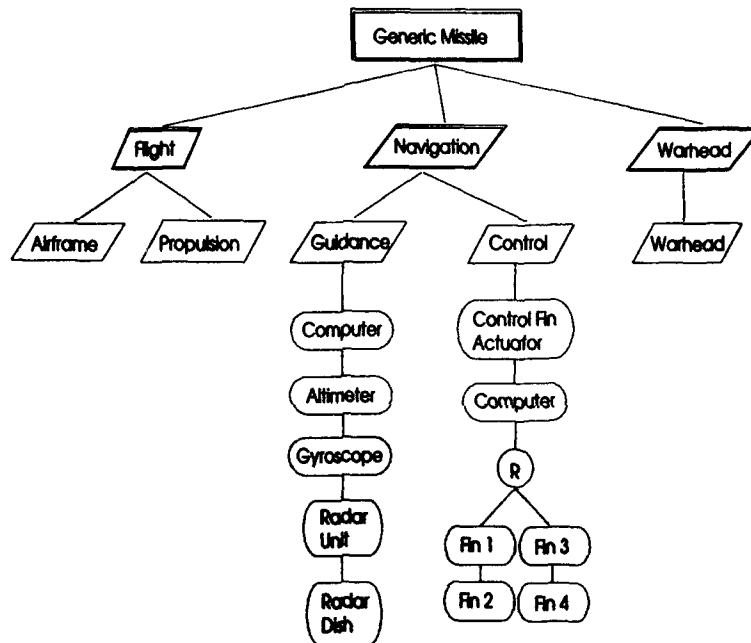 Generic Missile
Flight
Navigation
Warhead
Airframe
Propulsion
Guidance
Control
Warhead
Computer
Control Fin
Actuator
Altimeter
Computer
Gyroscope
R
Radar
Unit
Fin 1
Fin 3
Radar
Dish
Fin 2
Fin 4